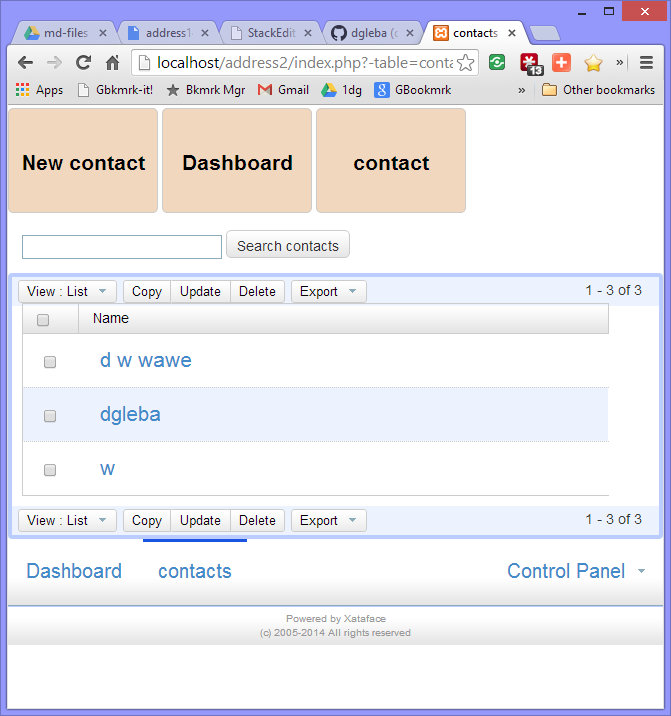 md-files
address1
StackEdit
dgleba (d
contacts
localhost/address2/index.php?-table=conta
13
Apps Gbkmrk-it! Bkmrk Mgr Gmail 1dg GBookmrk » Other bookmarks
New contact Dashboard contact
Search contacts
View : List Copy Update Delete Export 1 - 3 of 3
Name
d w wawe
dgleba
w
View : List Copy Update Delete Export 1 - 3 of 3
Dashboard contacts Control Panel
Powered by Xataface
(c) 2005-2014 All rights reserved